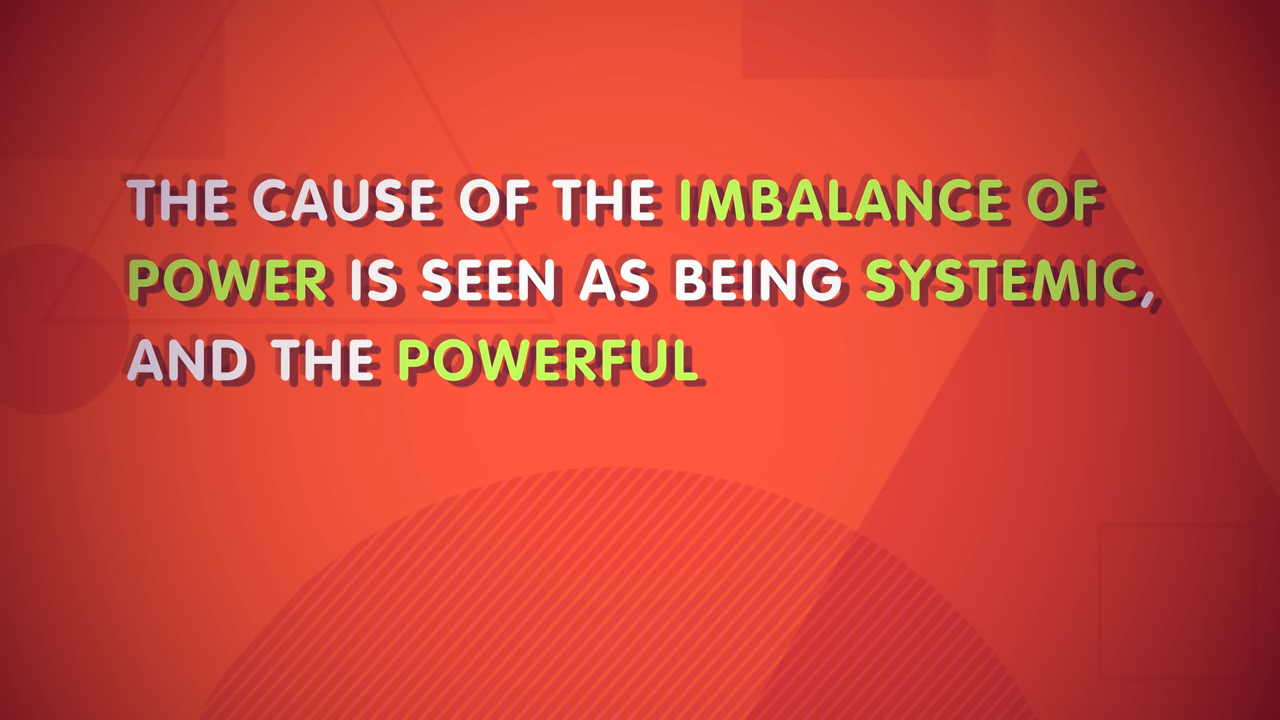 THE CAUSE OF THE IMBALANCE OF
POWER IS SEEN AS BEING SYSTEMIC,
AND THE POWERFUL